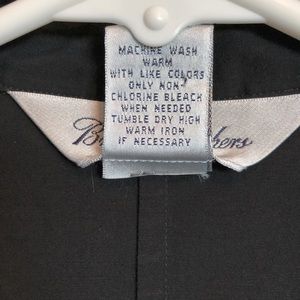 MACHINE WASH
WARM
WITH LIKE COLORS
ONLY NON-
CHLORINE BLEACH
WHEN NEEDED
TUMBLE DRY HIGH
WARM IRON
IF NECESSARY